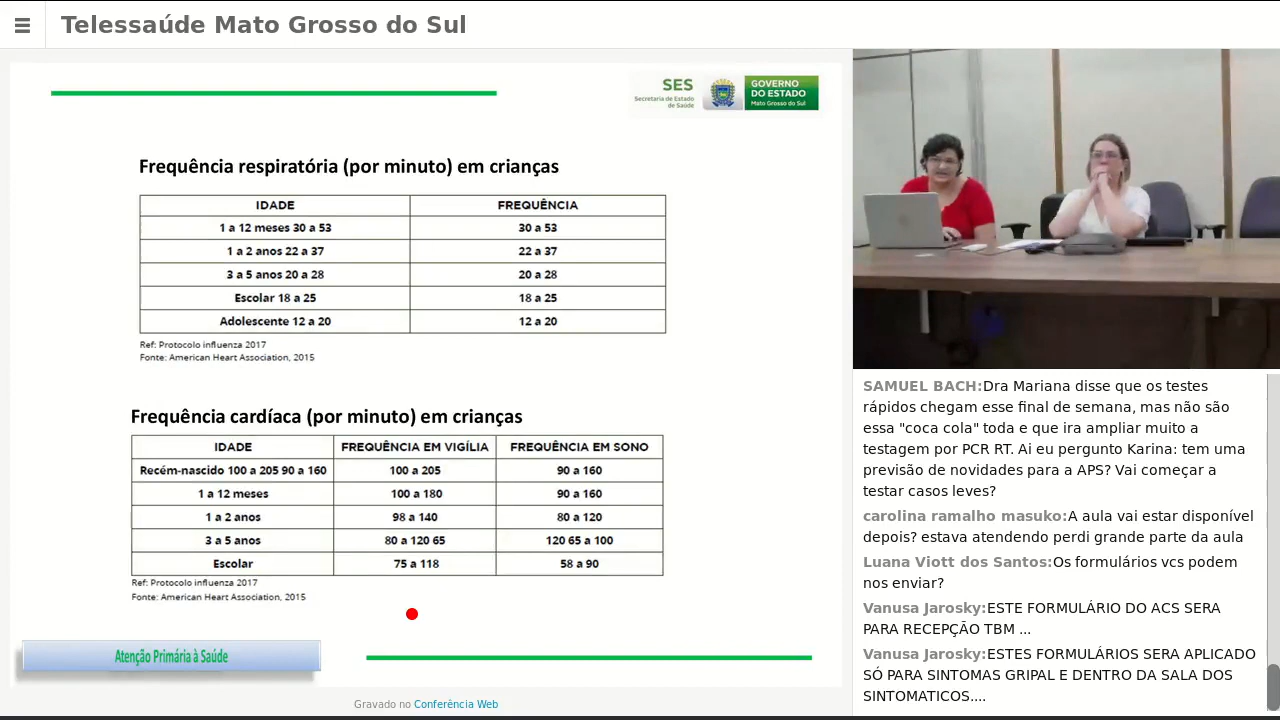 Telessaúde Mato Grosso do Sul
SES
Secretaria de Estado
de Saúde
GOVERNO
DO ESTADO
Mato Grosso do Sul
Frequência respiratória (por minuto) em crianças
IDADE FREQUÊNCIA
1 a 12 meses 30 a 53 30 a 53
1 a 2 anos 22 a 37 22 a 37
3 a 5 anos 20 a 28 20 a 28
Escolar 18 a 25 18 a 25
Adolescente 12 a 20 12 a 20
Ref: Protocolo influenza 2017
Fonte: American Heart Association, 2015
Frequência cardíaca (por minuto) em crianças
IDADE FREQUÊNCIA EM VIGÍLIA FREQUÊNCIA EM SONO
Recém-nascido 100 a 205 90 a 160 100 a 205 90 a 160
1 a 12 meses 100 a 180 90 a 160
1 a 2 anos 98 a 140 80 a 120
3 a 5 anos 80 a 120 65 120 65 a 100
Escolar 75 a 118 58 a 90
Ref: Protocolo influenza 2017
Fonte: American Heart Association, 2015
Atenção Primária à Saúde
Gravado no Conferência Web
SAMUEL BACH:Dra Mariana disse que os testes
rápidos chegam esse final de semana, mas não são
essa "coca cola" toda e que ira ampliar muito a
testagem por PCR RT. Ai eu pergunto Karina: tem uma
previsão de novidades para a APS? Vai começar a
testar casos leves?
carolina ramalho masuko:A aula vai estar disponível
depois? estava atendendo perdi grande parte da aula
Luana Viott dos Santos:Os formulários vcs podem
nos enviar?
Vanusa Jarosky:ESTE FORMULÁRIO DO ACS SERA
PARA RECEPÇÃO TBM ...
Vanusa Jarosky:ESTES FORMULÁRIOS SERA APLICADO
SÓ PARA SINTOMAS GRIPAL E DENTRO DA SALA DOS
SINTOMATICOS....